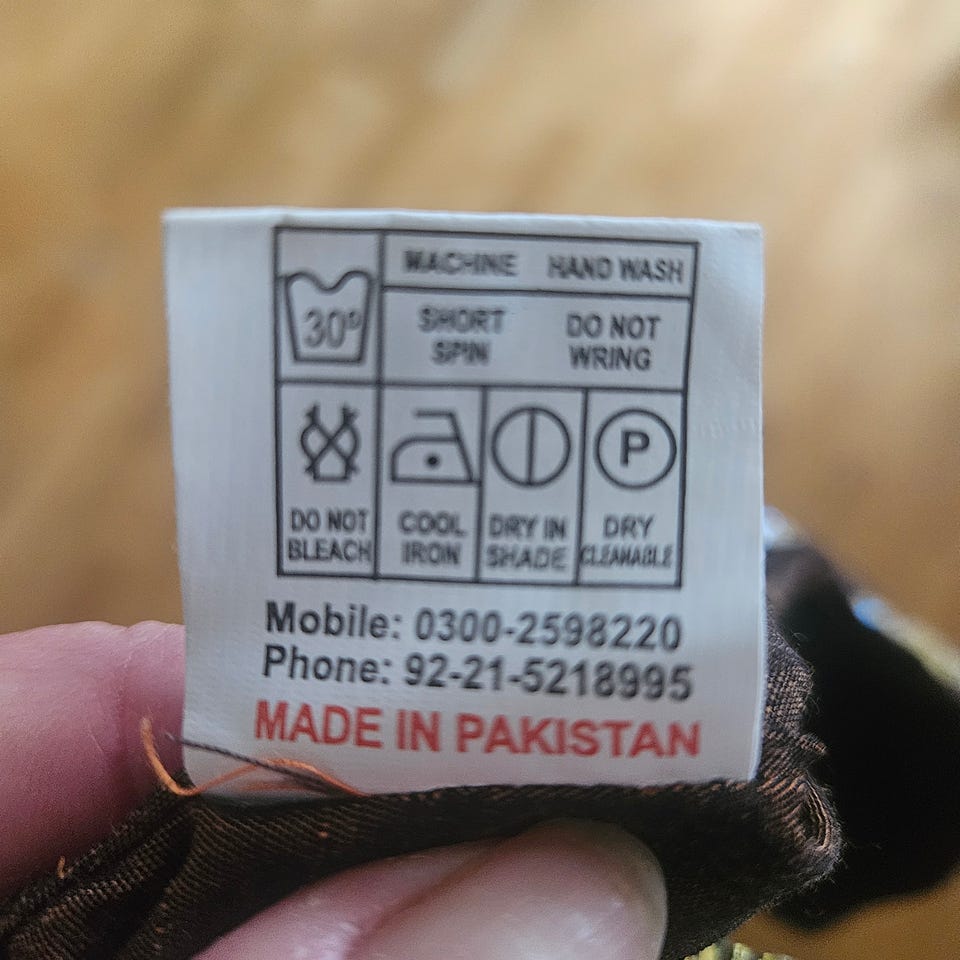 30°
MACHINE HAND WASH
SHORT DO NOT
SPIN WRING
P
DO NOT COOL DRY IN DRY
BLEACH IRON SHADE CLEANABLE
Mobile: 0300-2598220
Phone: 92-21-5218995
MADE IN PAKISTAN